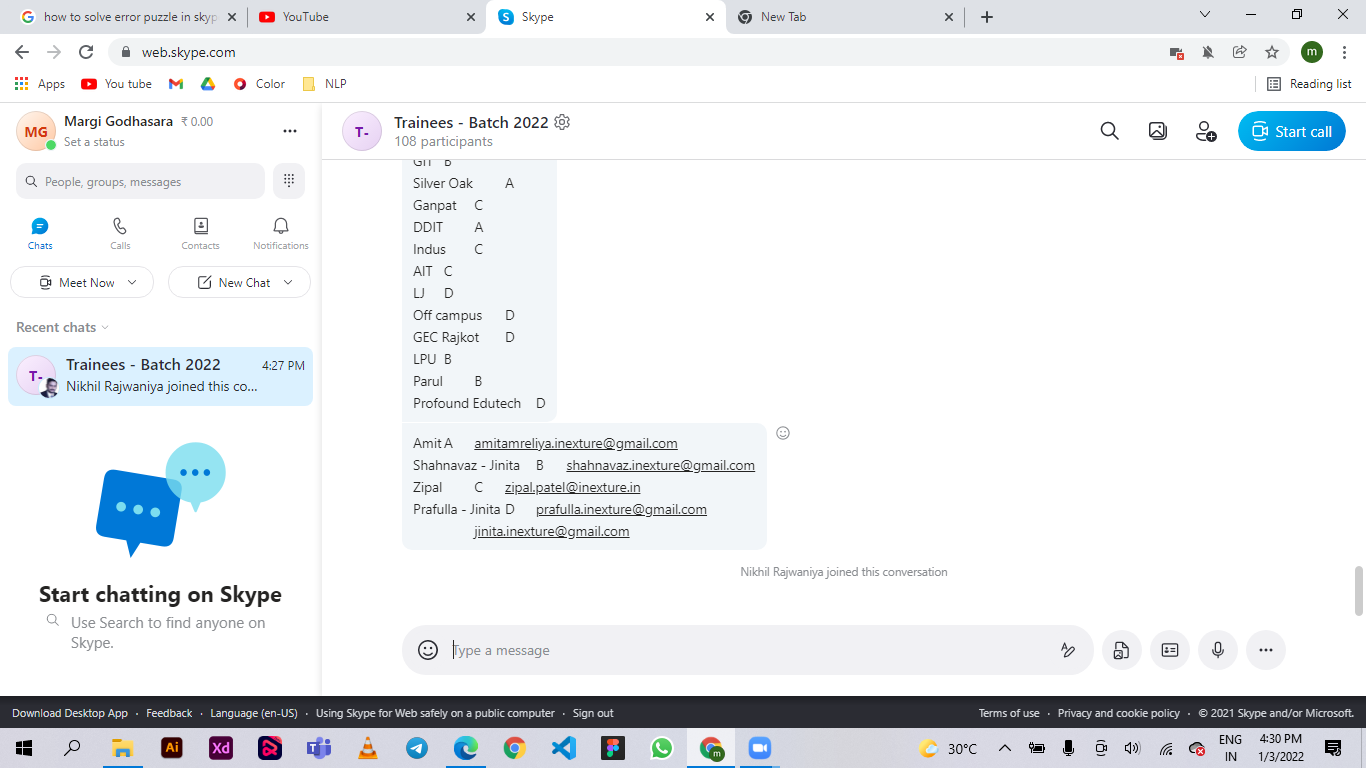 how to solve error puzzle in skyp
YouTube
Skype
New Tab
web.skype.com
m
Apps
You tube
Color
NLP
Reading list
MG
Margi Godhasara
₹ 0.00
Set a status
People, groups, messages
Chats
Calls
Contacts
Notifications
Meet Now
New Chat
Recent chats
T-
Trainees - Batch 2022
4:27 PM
Nikhil Rajwaniya joined this co...
Start chatting on Skype
Use Search to find anyone on
Skype.
T-
Trainees - Batch 2022
108 participants
Start call
GIT B
Silver Oak A
Ganpat C
DDIT A
Indus C
AIT C
LJ D
Off campus D
GEC Rajkot D
LPU B
Parul B
Profound Edutech D
Amit A amitamreliya.inexture@gmail.com
Shahnavaz - Jinita B shahnavaz.inexture@gmail.com
Zipal C zipal.patel@inexture.in
Prafulla - Jinita D prafulla.inexture@gmail.com
jinita.inexture@gmail.com
Nikhil Rajwaniya joined this conversation
Type a message
Download Desktop App · Feedback · Language (en-US) · Using Skype for Web safely on a public computer · Sign out
Terms of use · Privacy and cookie policy · © 2021 Skype and/or Microsoft.
Ai
Xd
m
30°C
ENG
IN
4:30 PM
1/3/2022